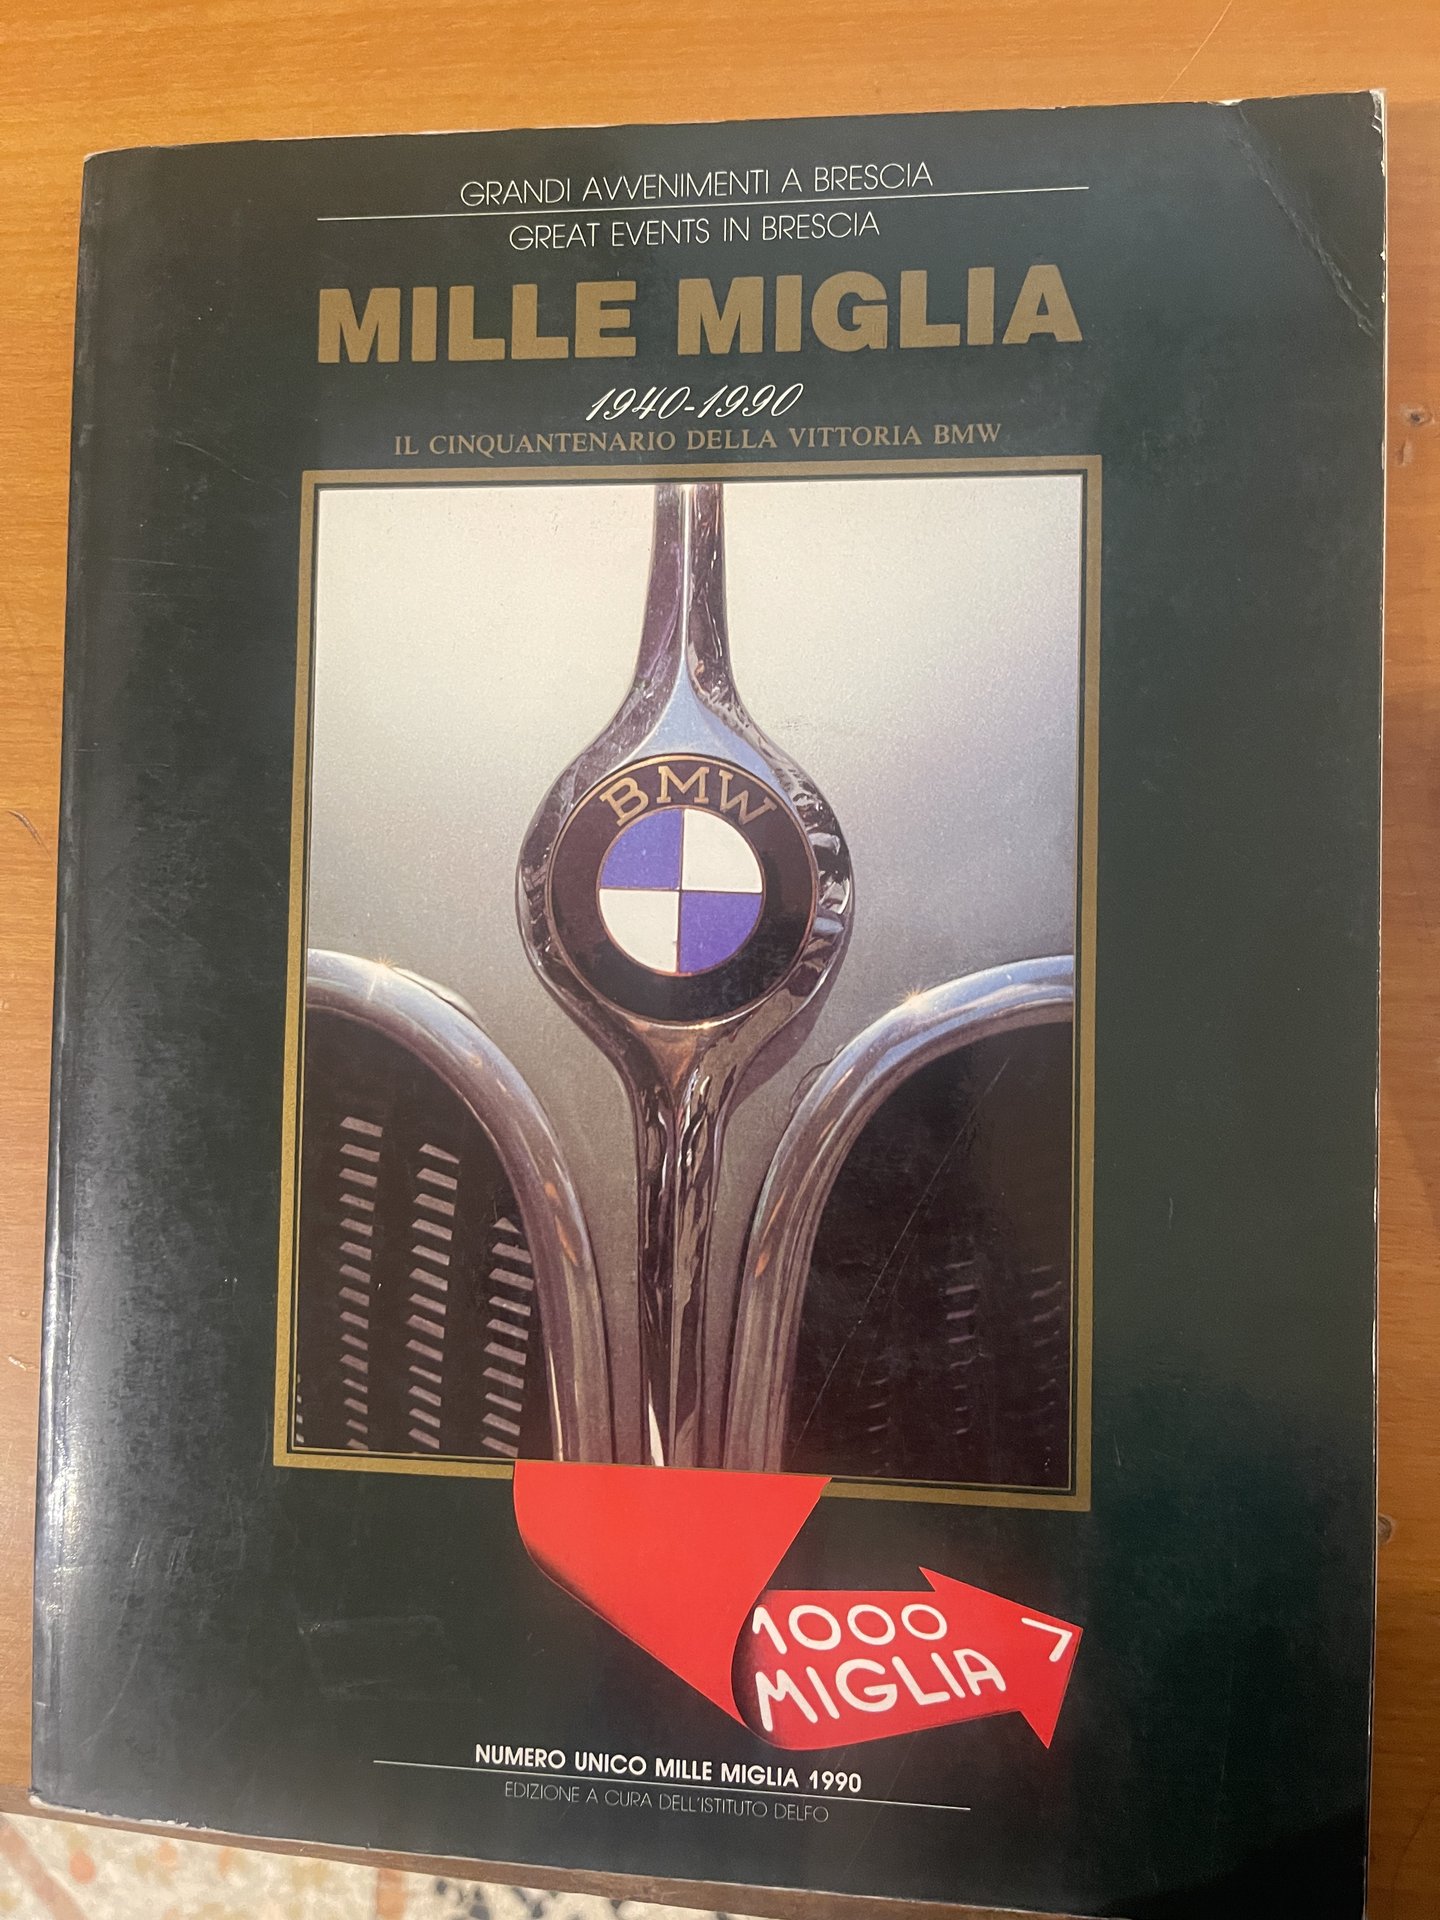 GRANDI AVVENIMENTI A BRESCIA
GREAT EVENTS IN BRESCIA
MILLE MIGLIA
1940-1990
IL CINQUANTENARIO DELLA VITTORIA BMW
BMW
1000
MIGLIA
NUMERO UNICO MILLE MIGLIA 1990
EDIZIONE A CURA DELL'ISTITUTO DELFO